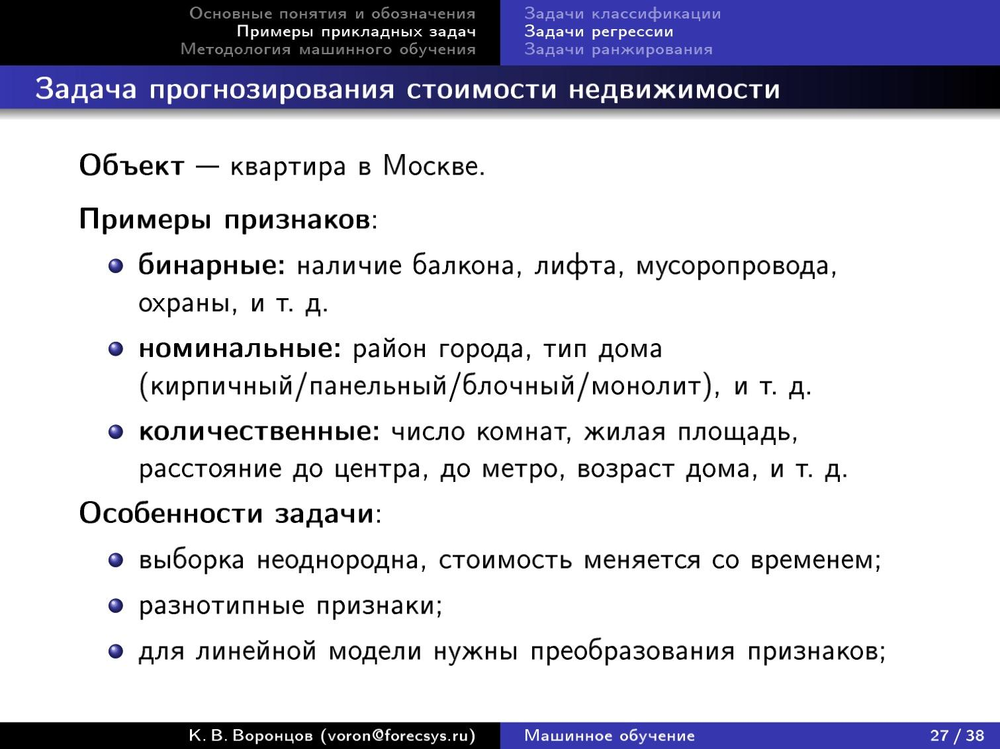 Основные понятия и обозначения
Примеры прикладных задач
Методология машинного обучения
Задачи классификации
Задачи регрессии
Задачи ранжирования
Задача прогнозирования стоимости недвижимости
Объект — квартира в Москве.
Примеры признаков:
бинарные: наличие балкона, лифта, мусоропровода,
охраны, и т. д.
номинальные: район города, тип дома
(кирпичный/панельный/блочный/монолит), и т. д.
количественные: число комнат, жилая площадь,
расстояние до центра, до метро, возраст дома, и т. д.
Особенности задачи:
выборка неоднородна, стоимость меняется со временем;
разнотипные признаки;
для линейной модели нужны преобразования признаков;
К. В. Воронцов (voron@forecsys.ru)
Машинное обучение
27 / 38